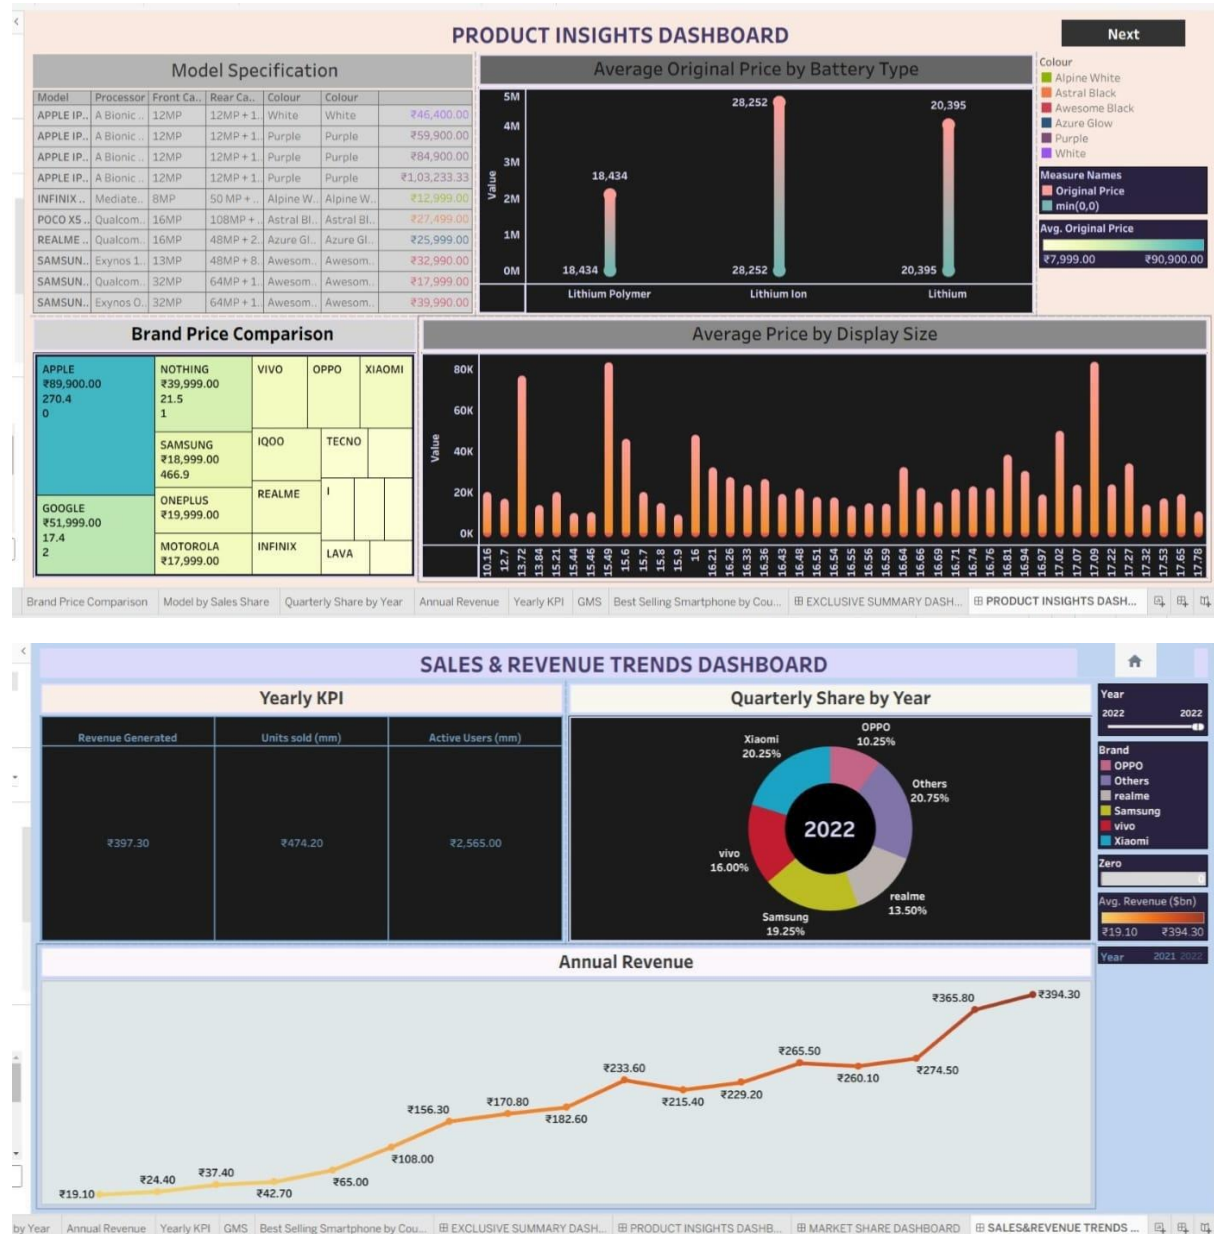 PRODUCT INSIGHTS DASHBOARD
Next
Model Specification
Model Processor Front Ca.. Rear Ca.. Colour Colour
APPLE IP.. A Bionic .. 12MP 12MP + 1.. White White ₹46,400.00
APPLE IP.. A Bionic .. 12MP 12MP + 1.. Purple Purple ₹59,900.00
APPLE IP.. A Bionic .. 12MP 12MP + 1.. Purple Purple ₹84,900.00
APPLE IP.. A Bionic .. 12MP 12MP + 1.. Purple Purple ₹1,03,233.33
INFINIX .. Mediate.. 8MP 50 MP + .. Alpine W.. Alpine W.. ₹12,999.00
POCO X5 .. Qualcom.. 16MP 108MP + .. Astral Bl.. Astral Bl.. ₹27,499.00
REALME .. Qualcom.. 16MP 48MP + 2.. Azure Gl.. Azure Gl.. ₹25,999.00
SAMSUN.. Exynos 1.. 13MP 48MP + 8.. Awesom.. Awesom.. ₹32,990.00
SAMSUN.. Qualcom.. 32MP 64MP + 1.. Awesom.. Awesom.. ₹17,999.00
SAMSUN.. Exynos O.. 32MP 64MP + 1.. Awesom.. Awesom.. ₹39,990.00
Average Original Price by Battery Type
Value
5M
4M
3M
2M
1M
0M
18,434
28,252
20,395
18,434
28,252
20,395
Lithium Polymer
Lithium Ion
Lithium
Colour
Alpine White
Astral Black
Awesome Black
Azure Glow
Purple
White
Measure Names
Original Price
min(0,0)
Avg. Original Price
₹7,999.00 ₹90,900.00
Brand Price Comparison
APPLE
₹89,900.00
270.4
0
GOOGLE
₹51,999.00
17.4
2
NOTHING
₹39,999.00
21.5
1
SAMSUNG
₹18,999.00
466.9
ONEPLUS
₹19,999.00
MOTOROLA
₹17,999.00
VIVO
OPPO
XIAOMI
IQOO
TECNO
REALME
I
INFINIX
LAVA
Average Price by Display Size
Value
80K
60K
40K
20K
0K
10.16
12.7
13.72
13.84
15.21
15.44
15.46
15.49
15.6
15.7
15.8
15.9
16
16.21
16.26
16.33
16.36
16.43
16.48
16.51
16.54
16.55
16.56
16.59
16.64
16.66
16.69
16.71
16.74
16.76
16.81
16.94
16.97
17.02
17.07
17.09
17.22
17.27
17.32
17.53
17.65
17.78
Brand Price Comparison Model by Sales Share Quarterly Share by Year Annual Revenue Yearly KPI GMS Best Selling Smartphone by Cou... EXCLUSIVE SUMMARY DASH... PRODUCT INSIGHTS DASH...
SALES & REVENUE TRENDS DASHBOARD
Yearly KPI
Revenue Generated Units sold (mm) Active Users (mm)
₹397.30 ₹474.20 ₹2,565.00
Quarterly Share by Year
OPPO
10.25%
Others
20.75%
realme
13.50%
Samsung
19.25%
vivo
16.00%
Xiaomi
20.25%
2022
Year
2022 2022
Brand
OPPO
Others
realme
Samsung
vivo
Xiaomi
Zero
0
Avg. Revenue ($bn)
₹19.10 ₹394.30
Year 2021 2022
Annual Revenue
₹19.10
₹24.40
₹37.40
₹42.70
₹65.00
₹108.00
₹156.30
₹170.80
₹182.60
₹233.60
₹215.40
₹229.20
₹265.50
₹260.10
₹274.50
₹365.80
₹394.30
by Year Annual Revenue Yearly KPI GMS Best Selling Smartphone by Cou... EXCLUSIVE SUMMARY DASH... PRODUCT INSIGHTS DASHB... MARKET SHARE DASHBOARD SALES&REVENUE TRENDS ...